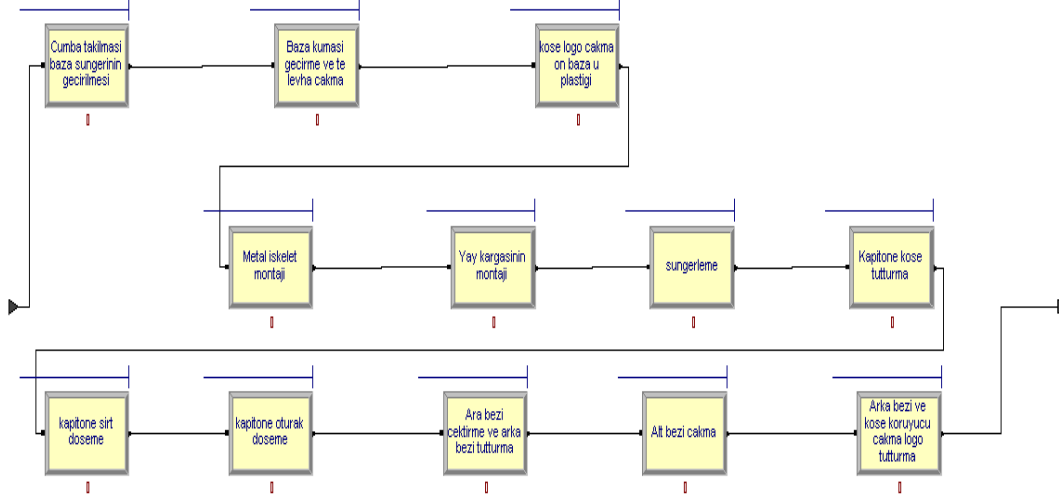 Cumba takilmasi
baza sungerinin
gecirilmesi
Baza kumasi
gecirme ve te
levha cakma
kose logo cakma
on baza u
plastigi
Metal iskelet
montaji
Yay kargasinin
montaji
sungerleme
Kapitone kose
tutturma
kapitone sirt
doseme
kapitone oturak
doseme
Ara bezi
cektirme ve arka
bezi tutturma
Alt bezi cakma
Arka bezi ve
kose koruyucu
cakma logo
tutturma